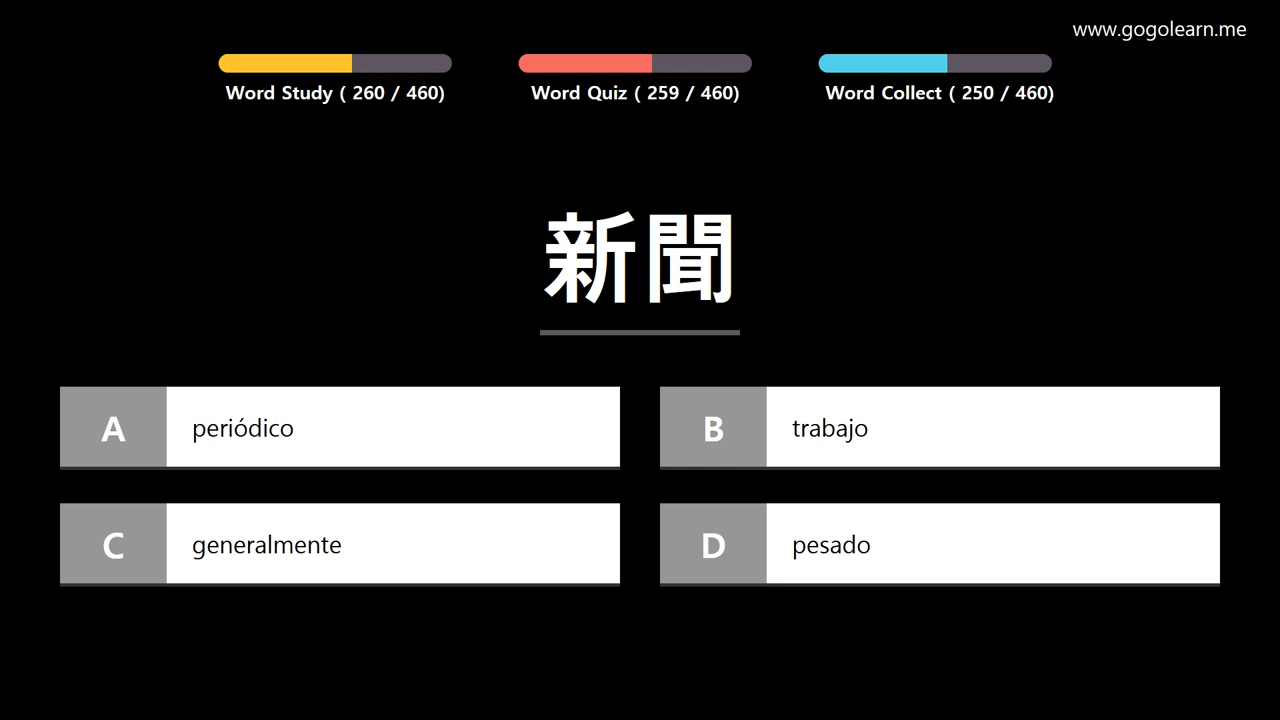 www.gogolearn.me
Word Study ( 260 / 460)
Word Quiz ( 259 / 460)
Word Collect ( 250 / 460)
新聞
A periódico
B trabajo
C generalmente
D pesado